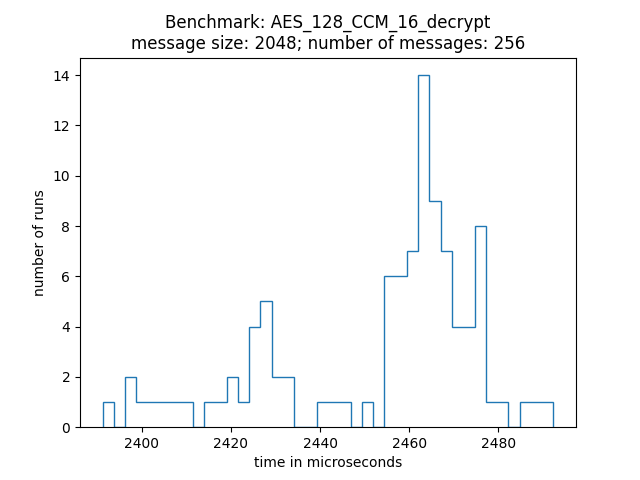 Benchmark: AES_128_CCM_16_decrypt
message size: 2048; number of messages: 256
14
12
10
8
6
4
2
0
number of runs
2400 2420 2440 2460 2480
time in microseconds